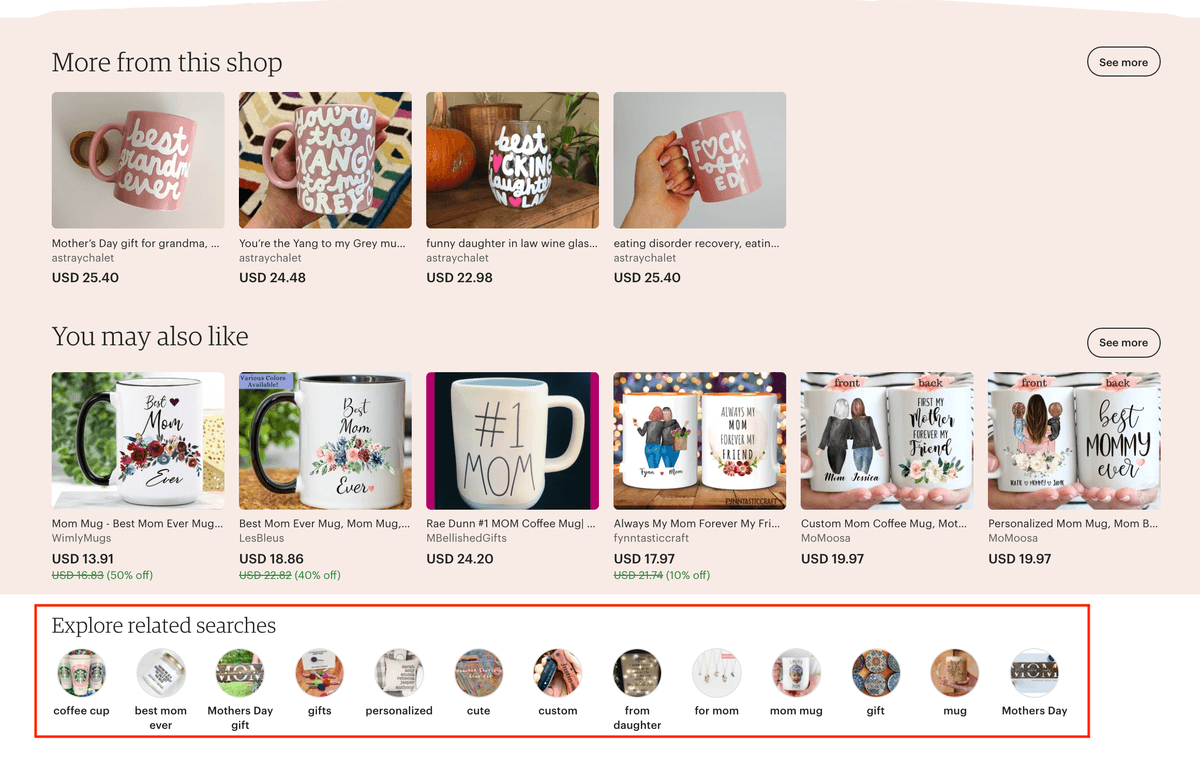 More from this shop
See more
best
grandm
ever
you're
the
YANG
to my
GREY
best
F♥CKING
daughter
IN LAW
F♥CK
off
ED
Mother's Day gift for grandma, ...
You're the Yang to my Grey mu...
funny daughter in law wine glas...
eating disorder recovery, eatin...
astraychalet
astraychalet
astraychalet
astraychalet
USD 25.40
USD 24.48
USD 22.98
USD 25.40
You may also like
See more
Best
Mom
Ever
Various Colors
Available!
Best
Mom
Ever
#1
MOM
Fynn Mom
ALWAYS MY
MOM
FOREVER MY
FRIEND
FYNNTASTICCRAFT
front
back
Mom Jessica
FIRST MY
Mother
FOREVER MY
Friend
front
back
KATIE MOMMY JANE
best
MOMMY
ever
Mom Mug - Best Mom Ever Mug...
Best Mom Ever Mug, Mom Mug,...
Rae Dunn #1 MOM Coffee Mug| ...
Always My Mom Forever My Fri...
Custom Mom Coffee Mug, Mot...
Personalized Mom Mug, Mom B...
WimlyMugs
LesBleus
MBellishedGifts
fynntasticcraft
MoMoosa
MoMoosa
USD 13.91
USD 18.86
USD 24.20
USD 17.97
USD 19.97
USD 19.97
USD 16.83 (50% off)
USD 22.82 (40% off)
USD 21.74 (10% off)
Explore related searches
MOM
MOM
coffee cup
best mom
ever
Mothers Day
gift
gifts
personalized
cute
custom
from
daughter
for mom
mom mug
gift
mug
Mothers Day